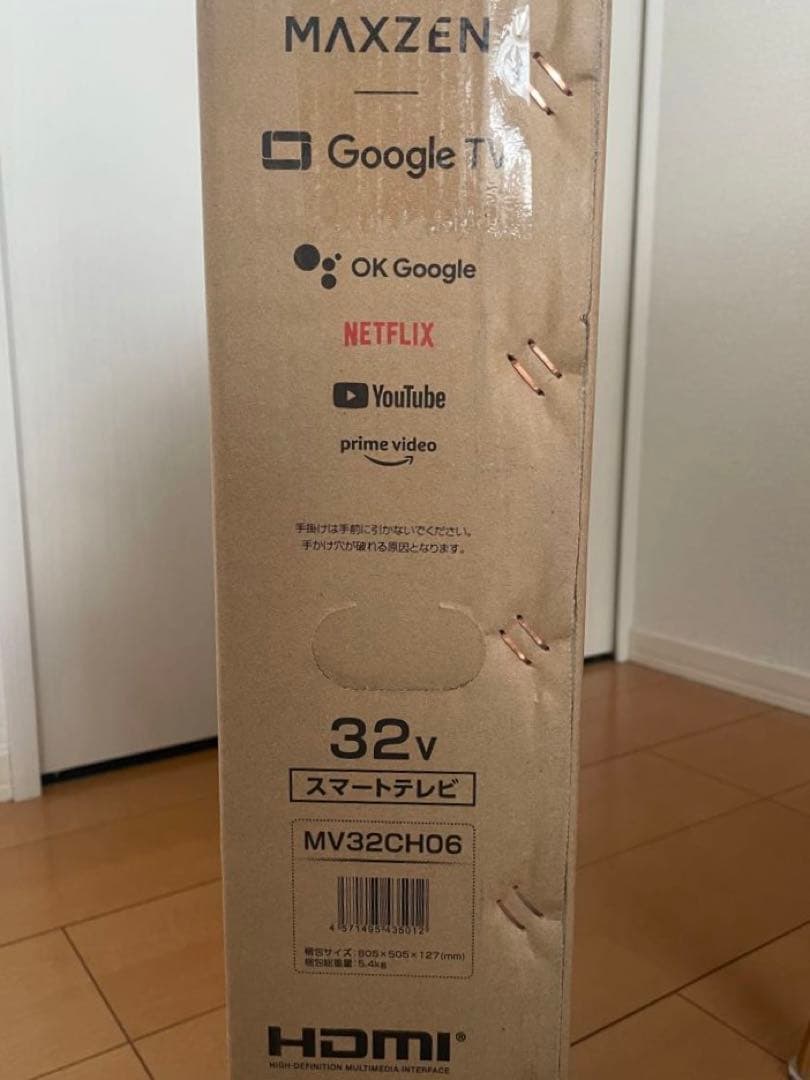 MAXZEN
Google TV
OK Google
NETFLIX
YouTube
prime video
手掛けは手前に引かないでください。
手かけ穴が破れる原因となります。
32V
スマートテレビ
MV32CH06
4 571495 436012
梱包サイズ:805×505×127(mm)
梱包総重量:5.4kg
HDMI®
HIGH-DEFINITION MULTIMEDIA INTERFACE